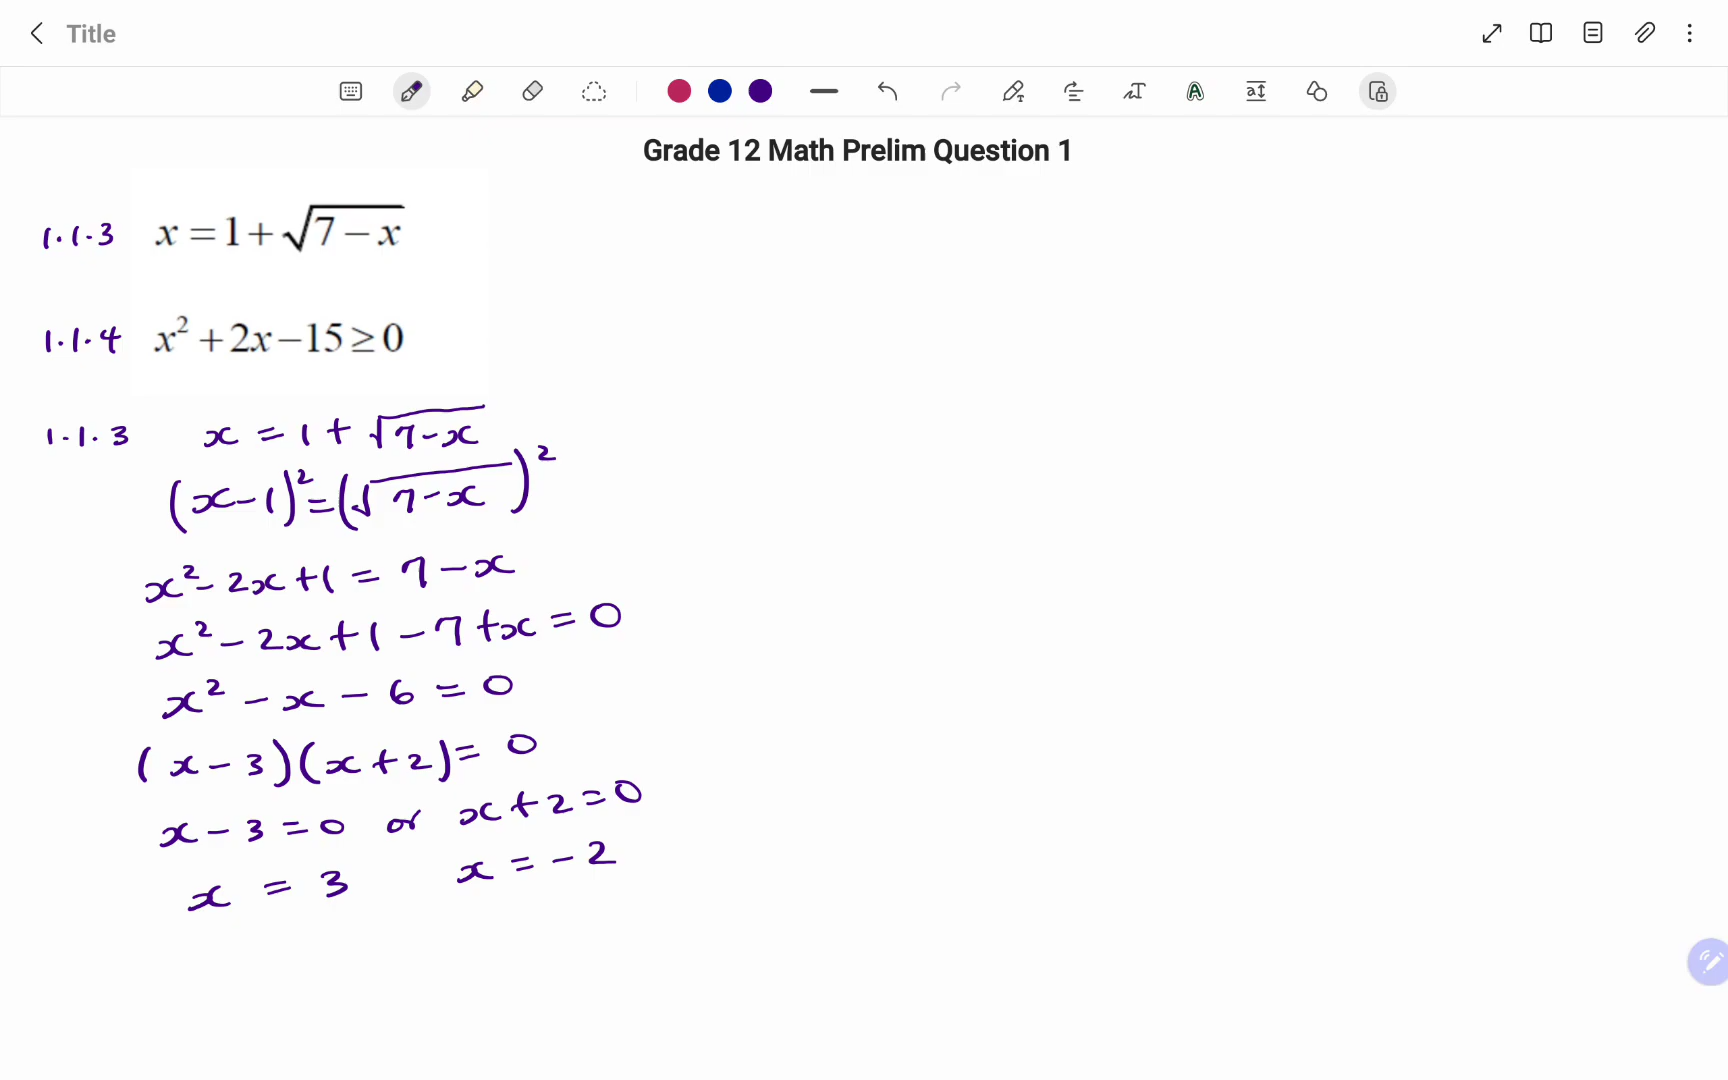 Title
Grade 12 Math Prelim Question 1
1.1.3 x = 1 + √(7 − x)
1.1.4 x² + 2x − 15 ≥ 0
1.1.3 x = 1 + √(7 − x)
(x − 1)² = (√(7 − x))²
x² − 2x + 1 = 7 − x
x² − 2x + 1 − 7 + x = 0
x² − x − 6 = 0
(x − 3)(x + 2) = 0
x − 3 = 0 or x + 2 = 0
x = 3 x = −2